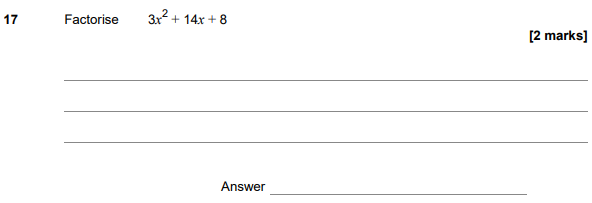 17 Factorise 3x² + 14x + 8
[2 marks]
Answer